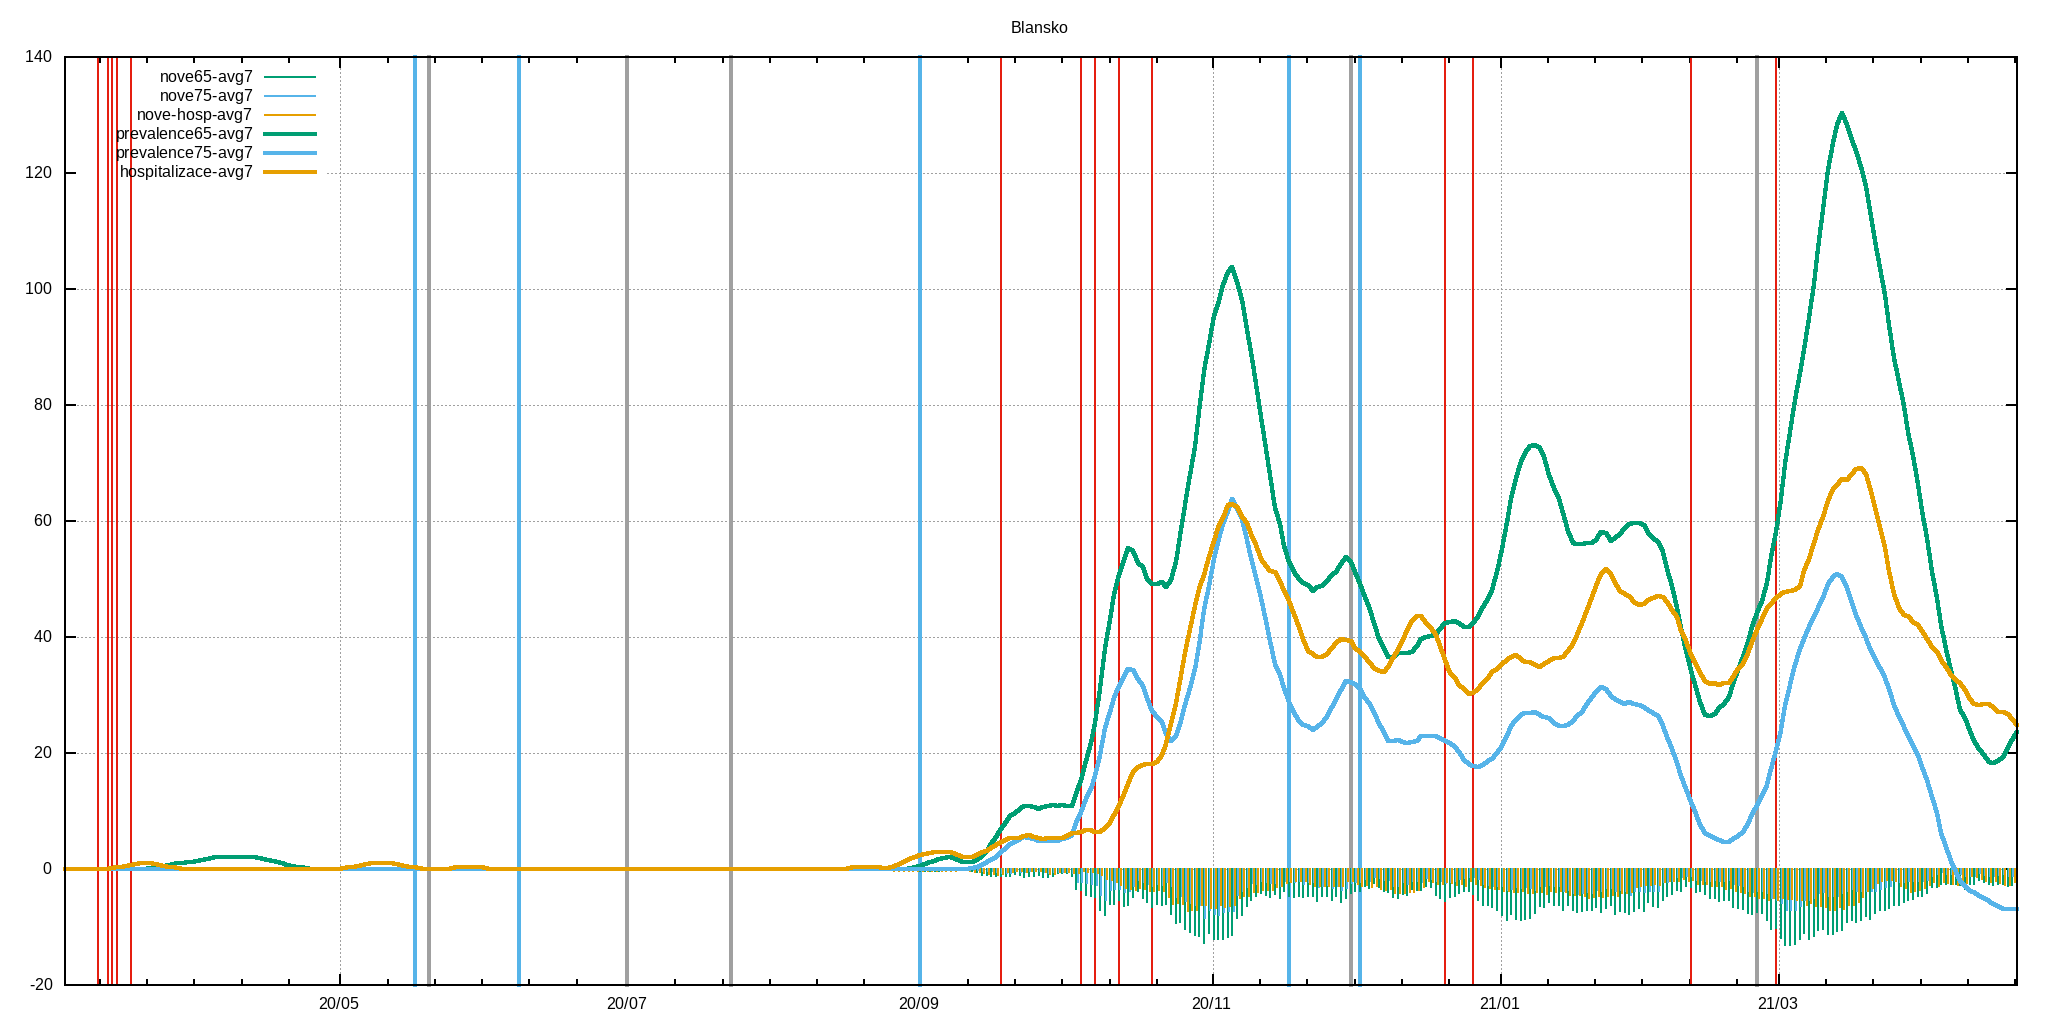 Blansko
140
120
100
80
60
40
20
0
-20
nove65-avg7
nove75-avg7
nove-hosp-avg7
prevalence65-avg7
prevalence75-avg7
hospitalizace-avg7
20/05
20/07
20/09
20/11
21/01
21/03